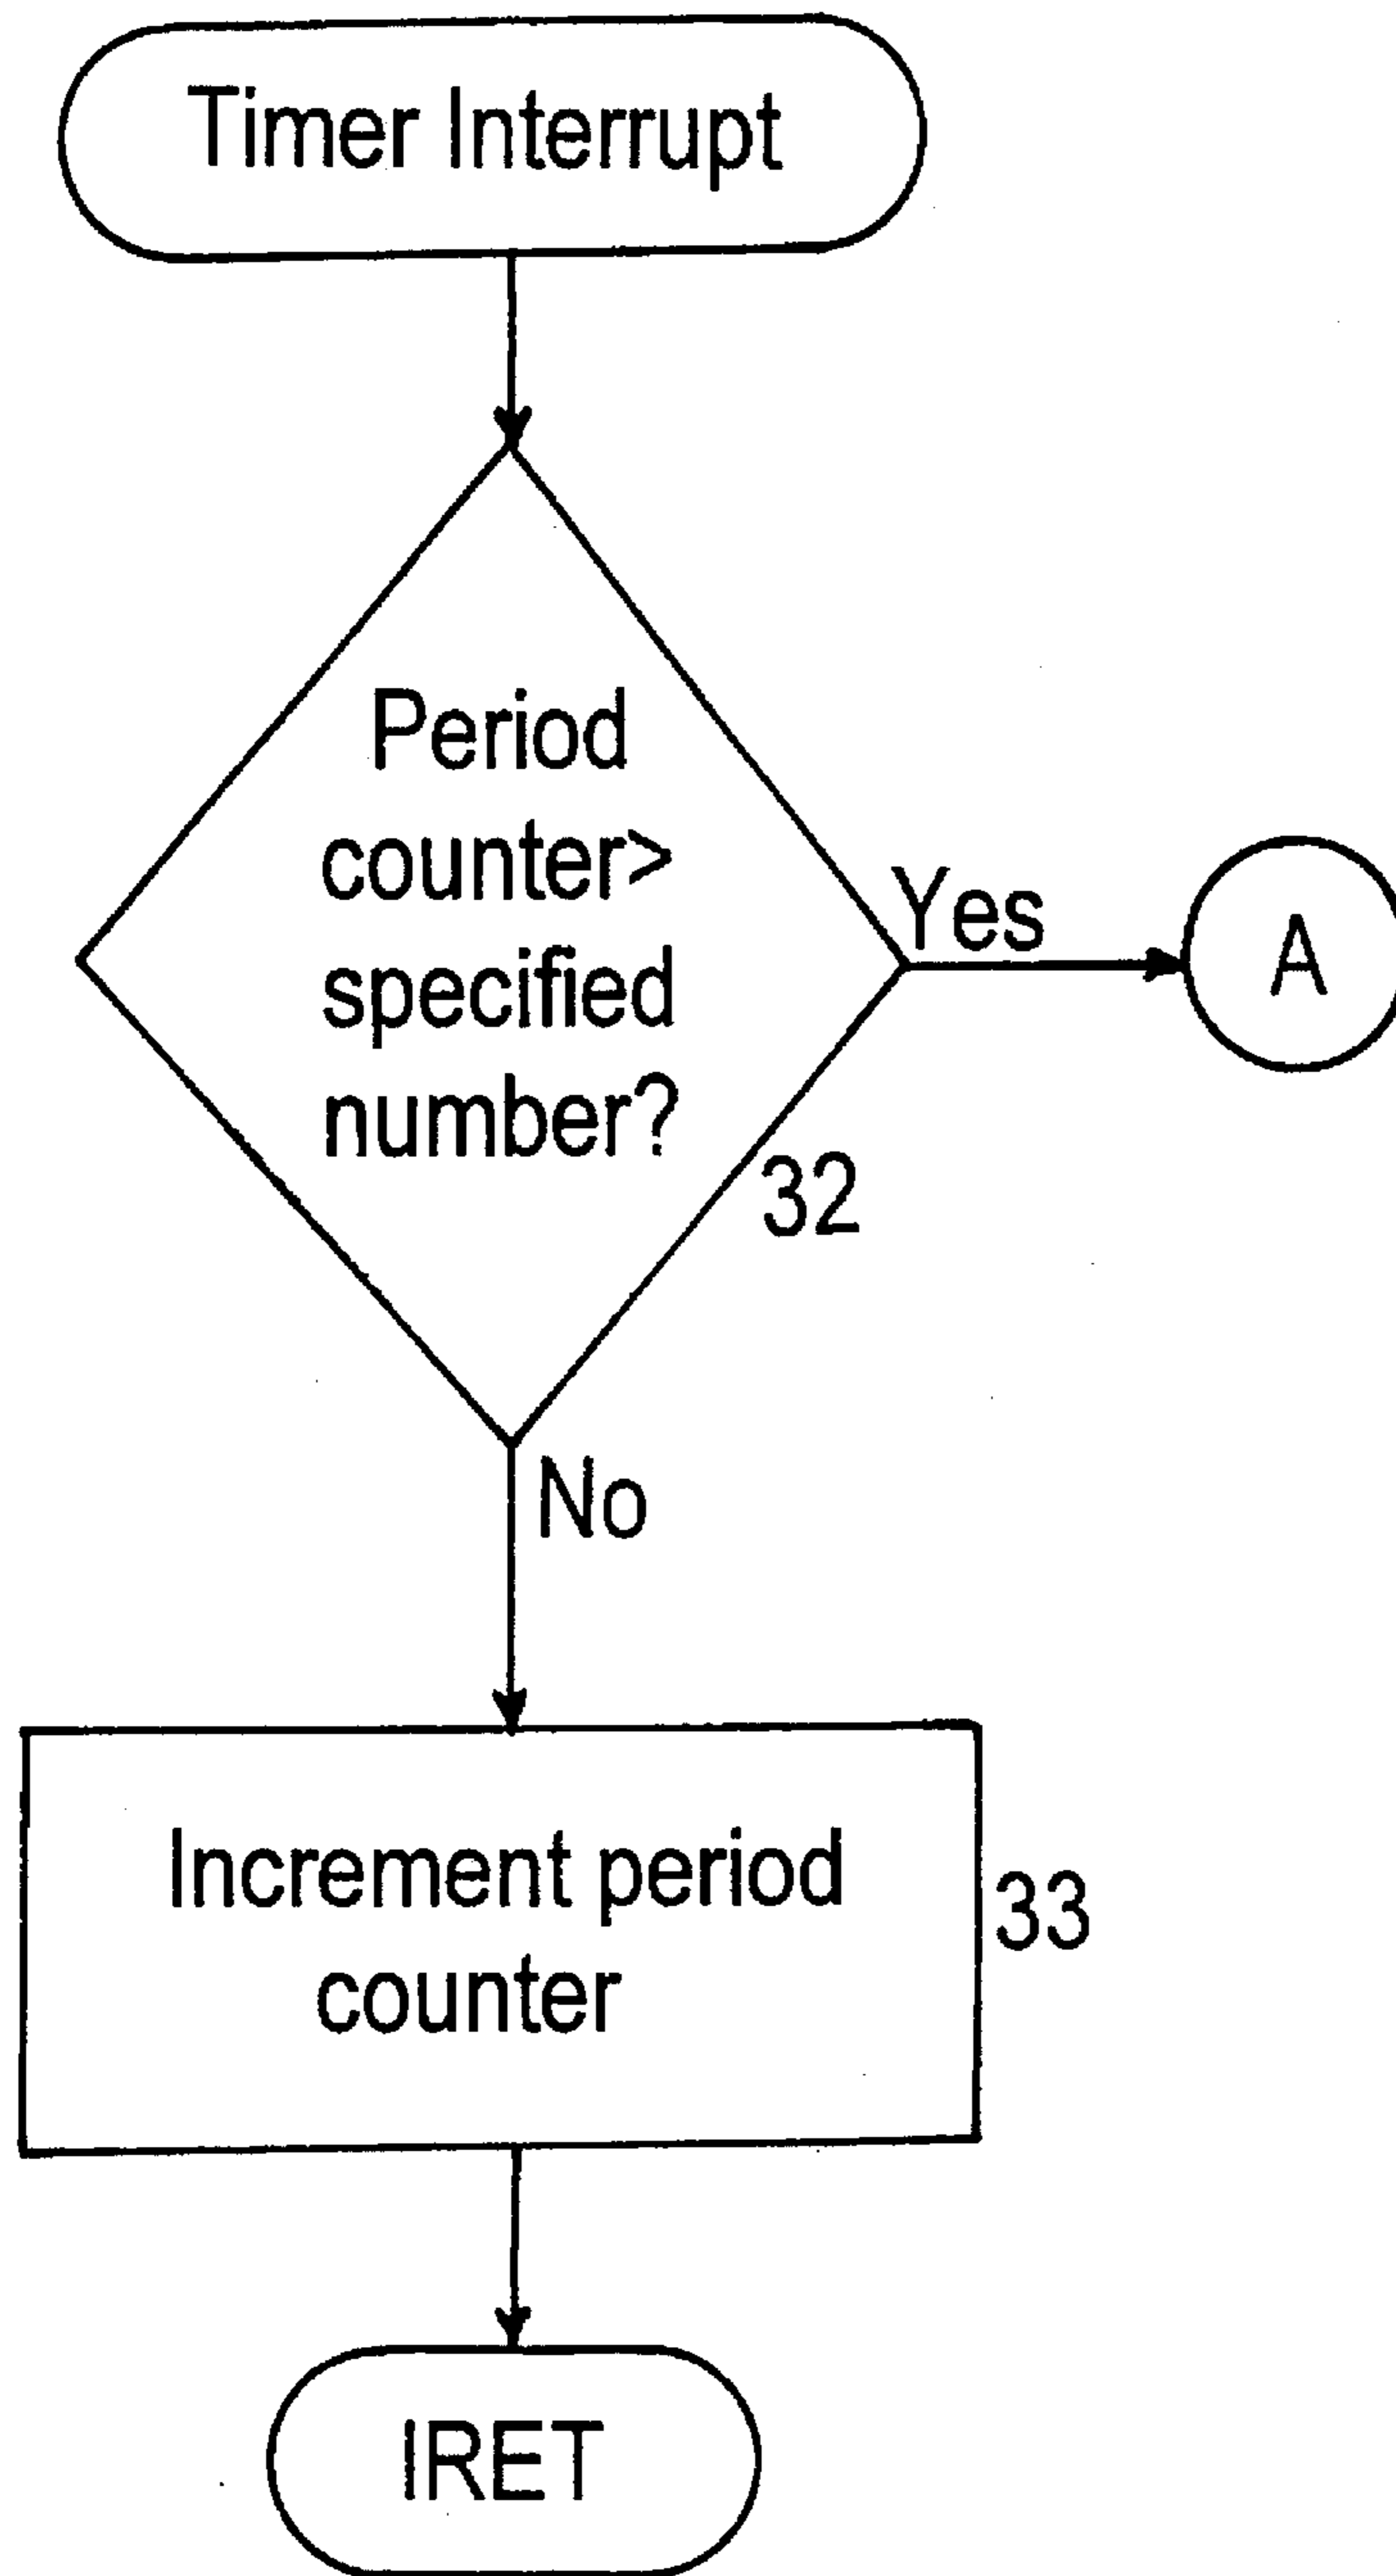 Timer Interrupt
Period
counter>
specified
number?
Yes
A
32
No
Increment period
counter
33
IRET